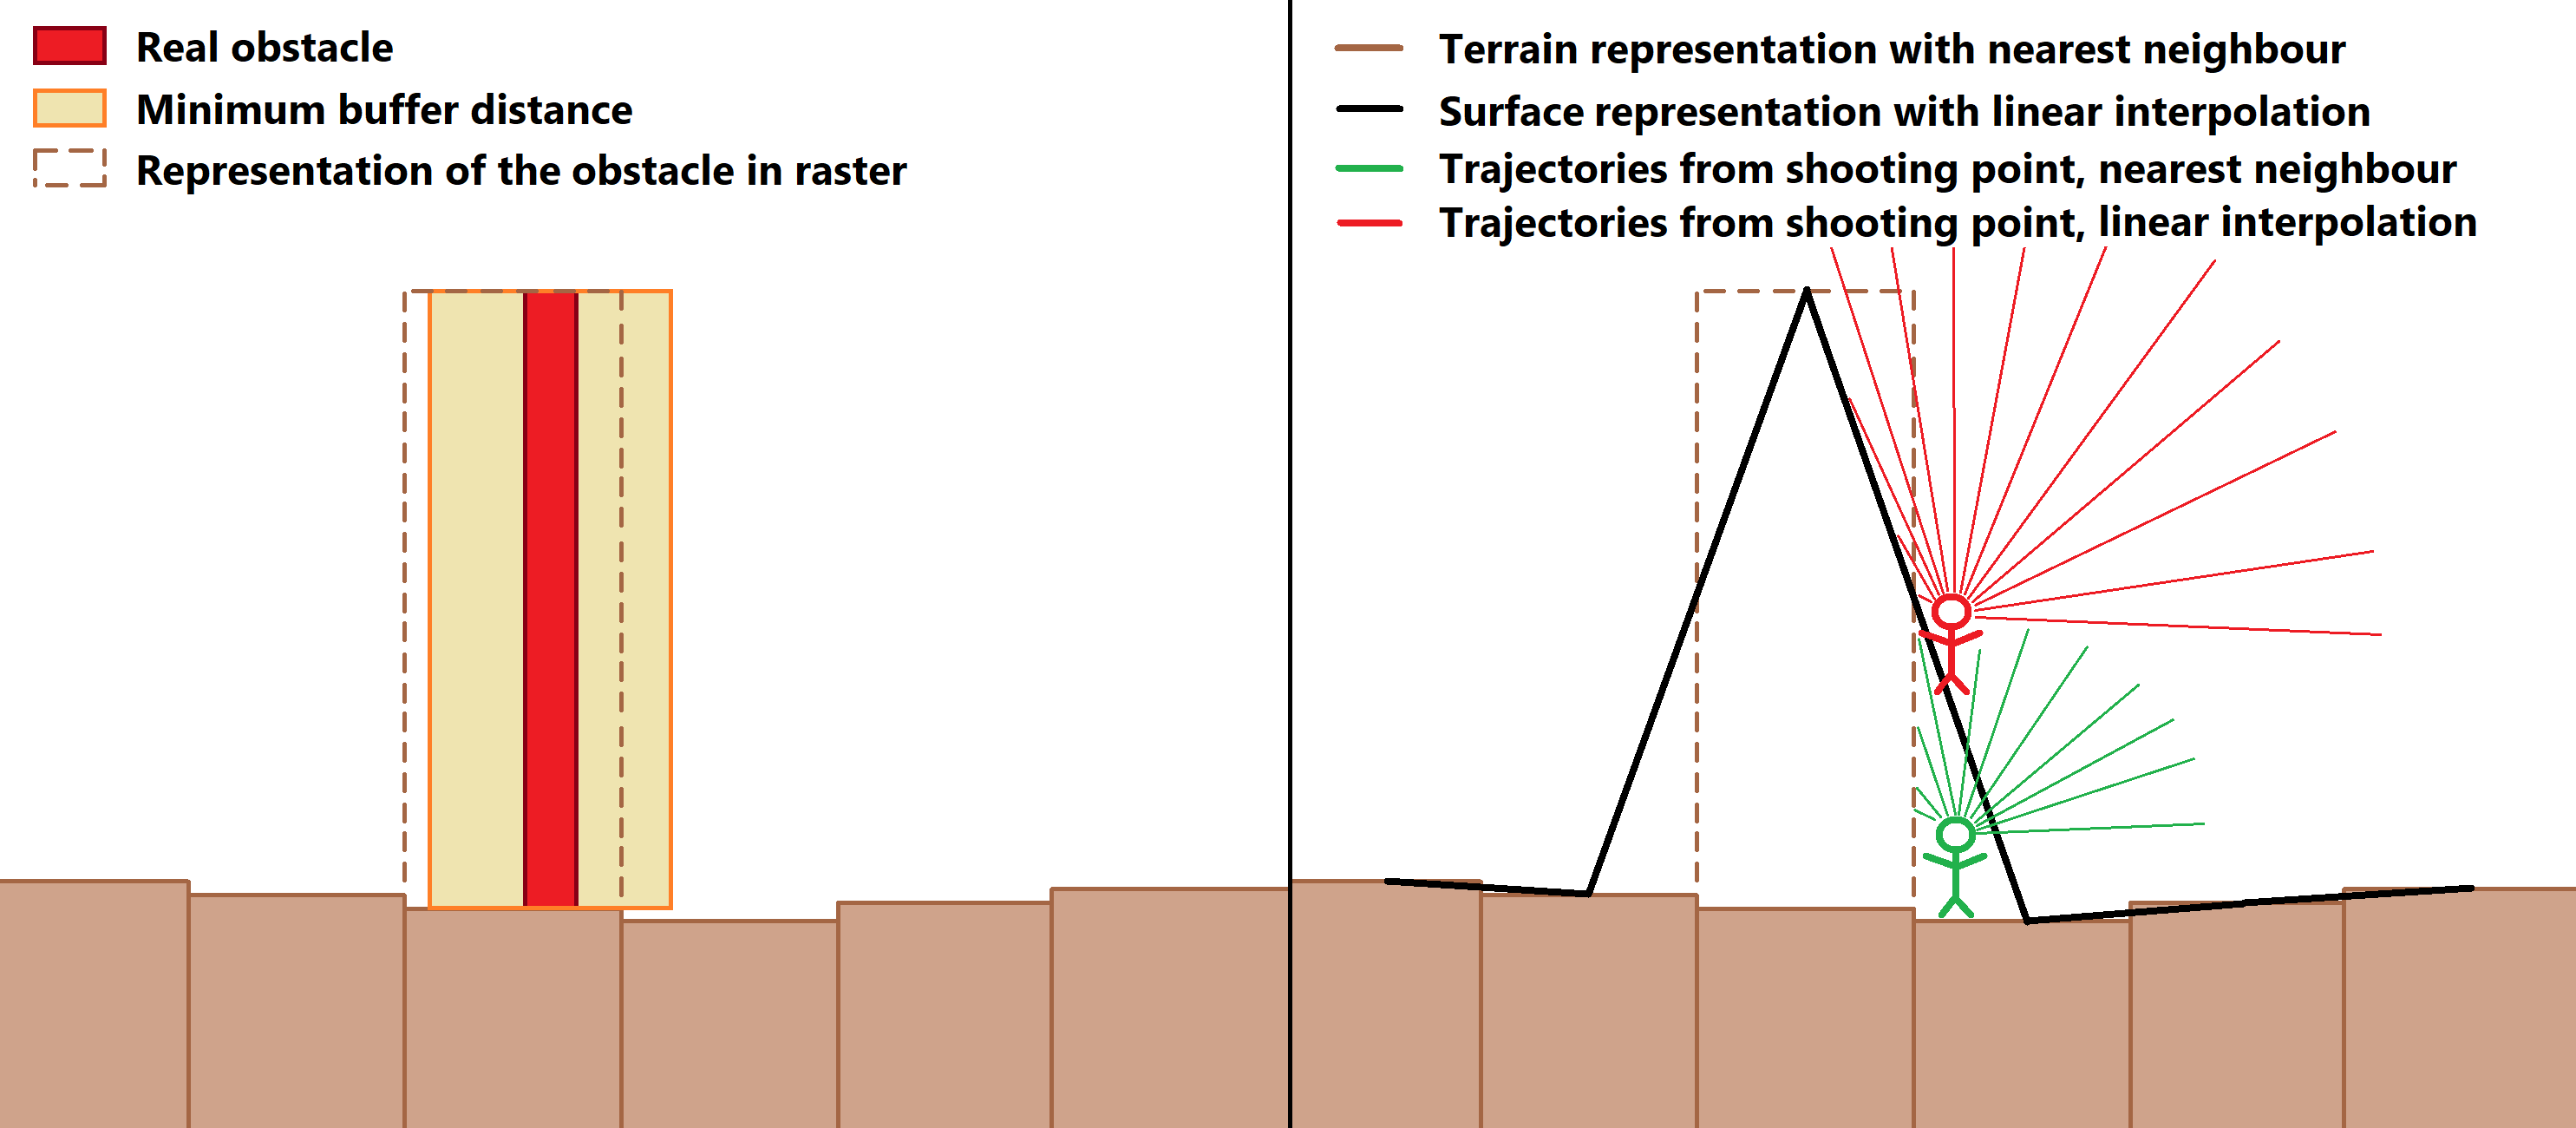 Real obstacle
Minimum buffer distance
Representation of the obstacle in raster
Terrain representation with nearest neighbour
Surface representation with linear interpolation
Trajectories from shooting point, nearest neighbour
Trajectories from shooting point, linear interpolation